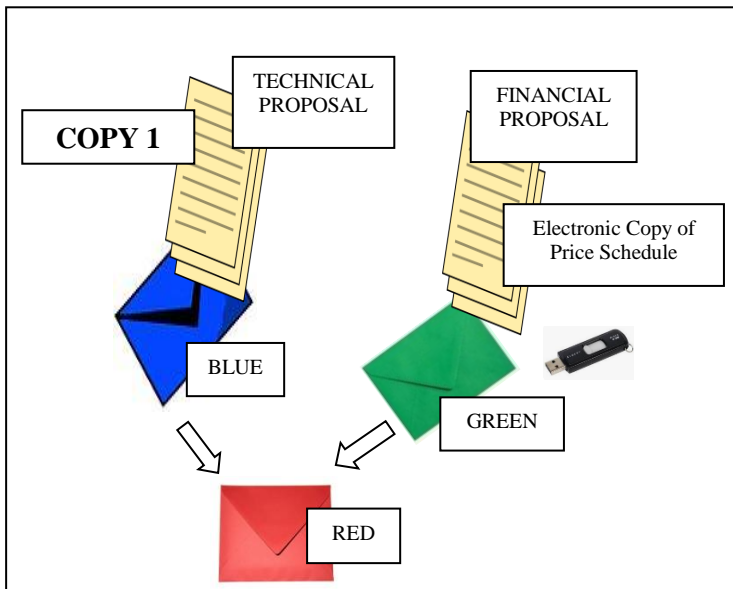 TECHNICAL
PROPOSAL
FINANCIAL
PROPOSAL
COPY 1
Electronic Copy of
Price Schedule
BLUE
GREEN
RED